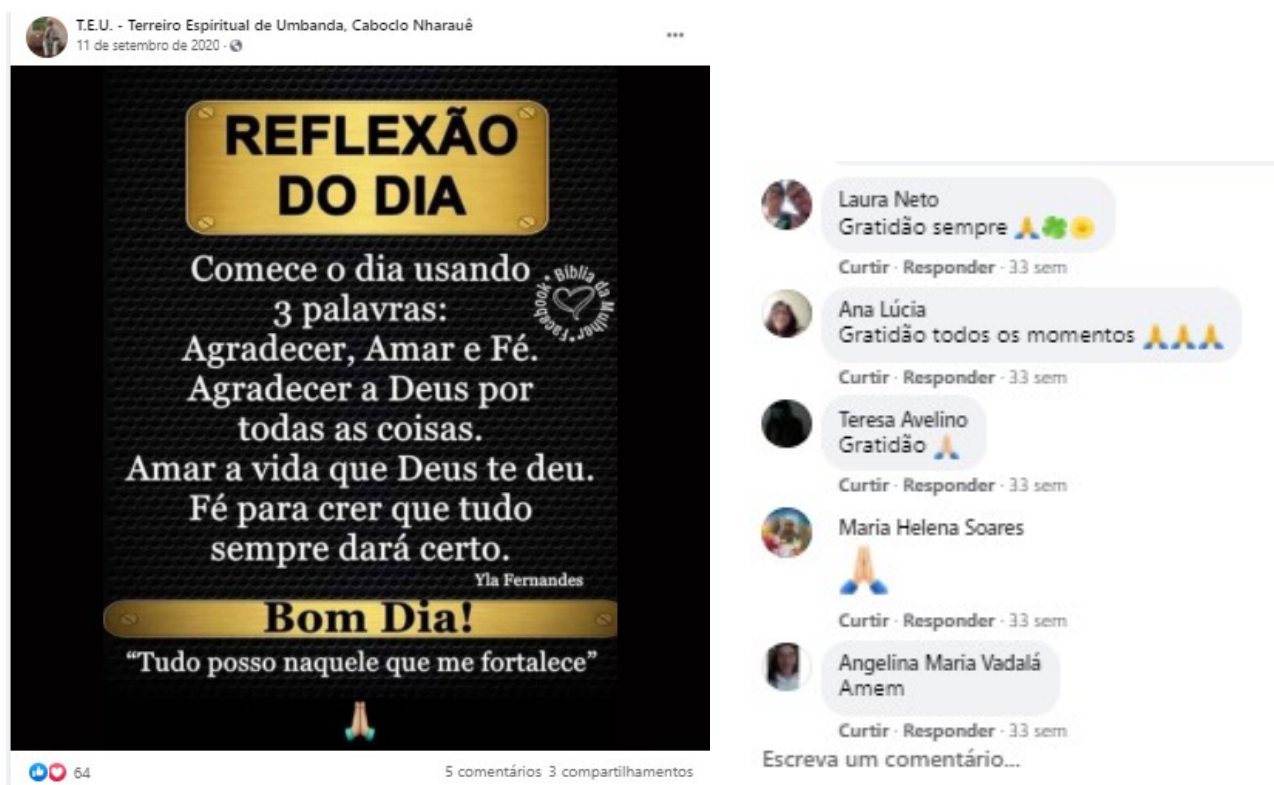 T.E.U. - Terreiro Espiritual de Umbanda, Caboclo Nharauê
11 de setembro de 2020 ·
REFLEXÃO
DO DIA
Comece o dia usando
3 palavras:
Agradecer, Amar e Fé.
Agradecer a Deus por
todas as coisas.
Amar a vida que Deus te deu.
Fé para crer que tudo
sempre dará certo.
Yla Fernandes
· Bíblia da Mulher · Facebook
Bom Dia!
“Tudo posso naquele que me fortalece”
🙏🏼
64
5 comentários 3 compartilhamentos
Laura Neto
Gratidão sempre 🙏🍀🌞
Curtir · Responder · 33 sem
Ana Lúcia
Gratidão todos os momentos 🙏🙏🙏
Curtir · Responder · 33 sem
Teresa Avelino
Gratidão 🙏🏻
Curtir · Responder · 33 sem
Maria Helena Soares
🙏🏻
Curtir · Responder · 33 sem
Angelina Maria Vadalá
Amem
Curtir · Responder · 33 sem
Escreva um comentário...